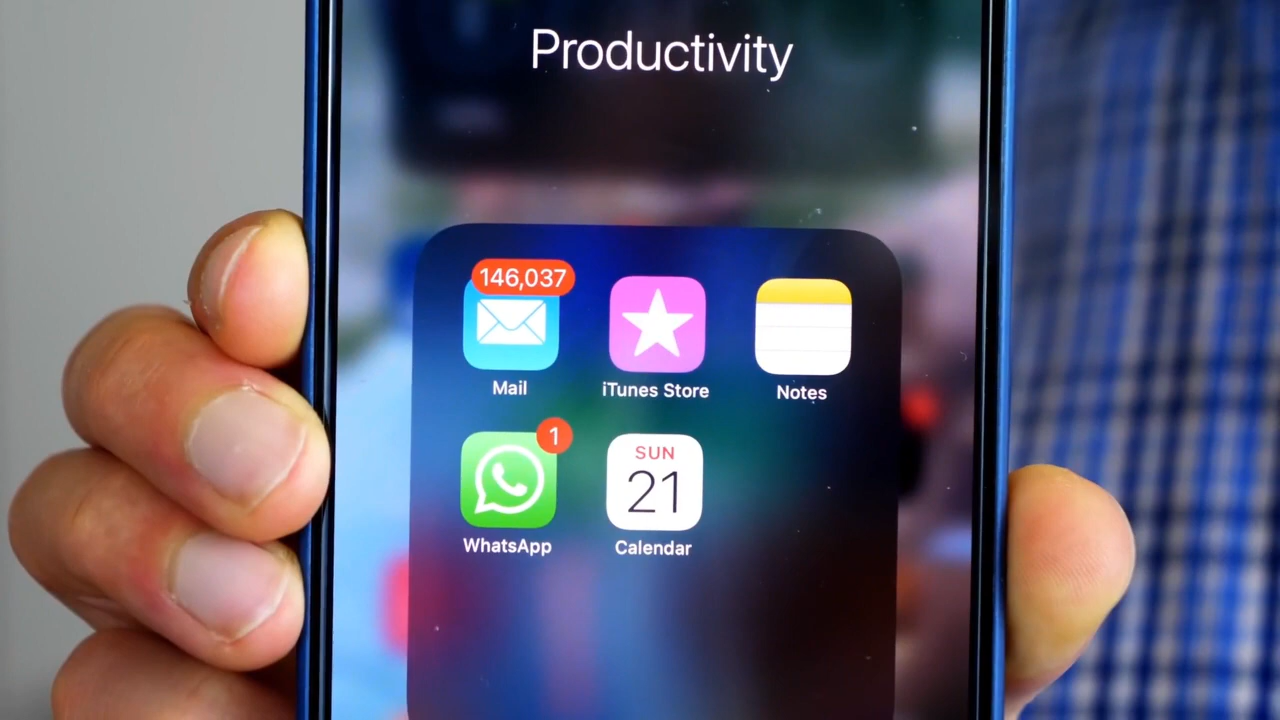 Productivity
146,037
Mail
iTunes Store
Notes
1
WhatsApp
SUN
21
Calendar